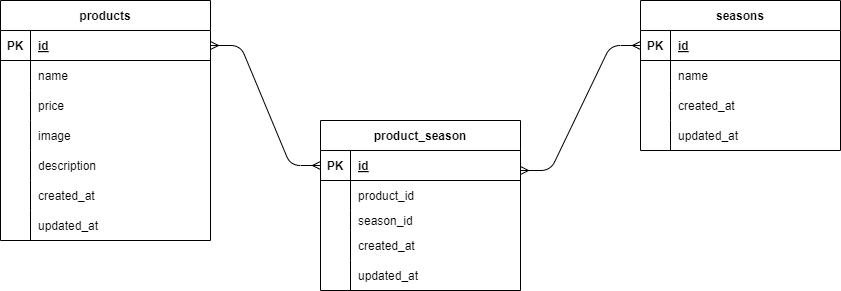 products
PK id
name
price
image
description
created_at
updated_at
product_season
PK id
product_id
season_id
created_at
updated_at
seasons
PK id
name
created_at
updated_at